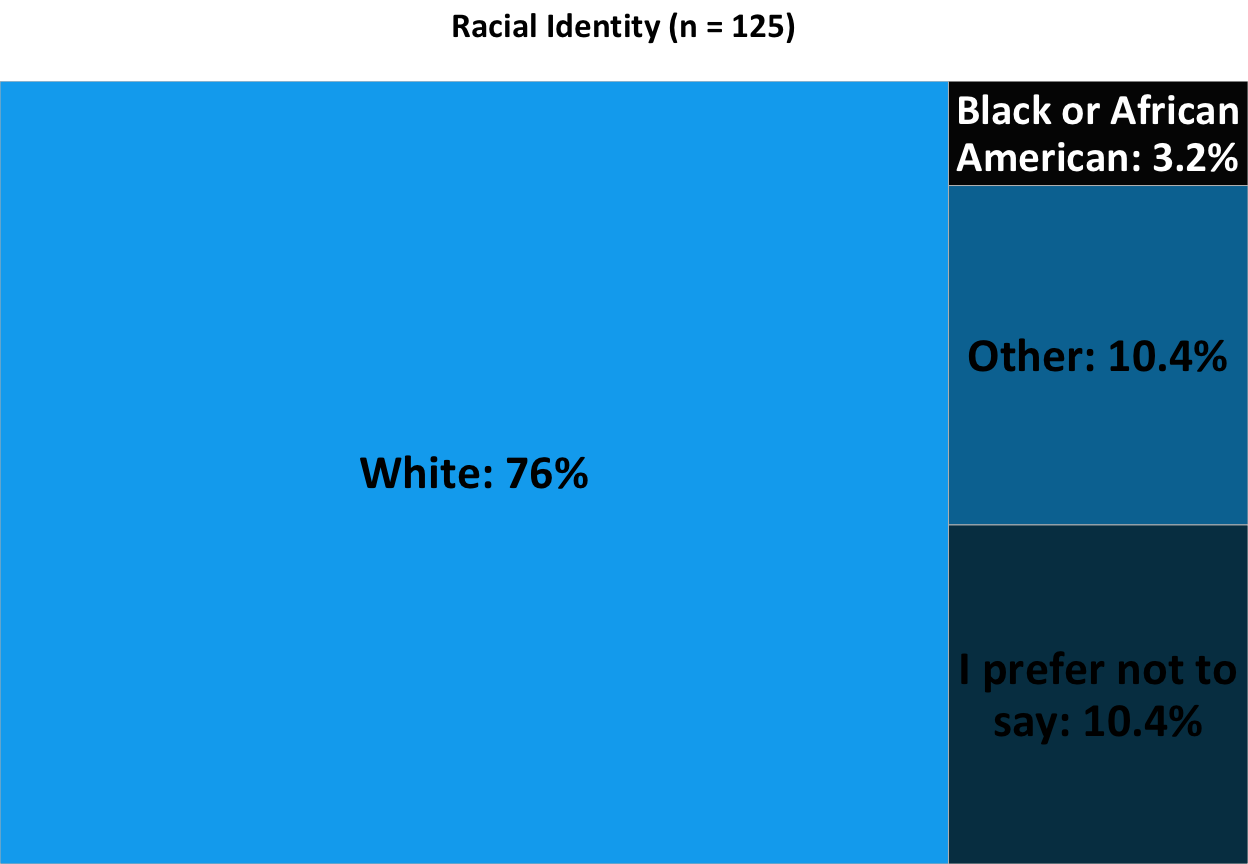 Racial Identity (n = 125)
Black or African
American: 3.2%
Other: 10.4%
White: 76%
I prefer not to
say: 10.4%